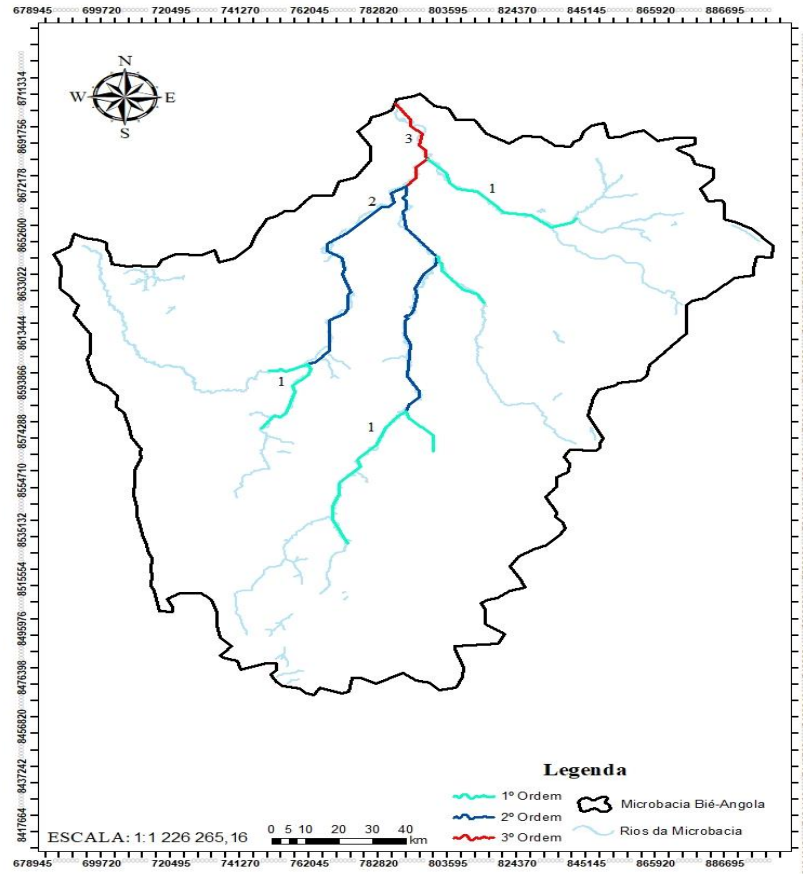 678945 699720 720495 741270 762045 782820 803595 824370 845145 865920 886695
N
W E
S
8711334
8691756
8672178
8652600
8633022
8613444
8593866
8574288
8554710
8535132
8515554
8495976
8476398
8456820
8437242
8417664
3
1
2
1
1
Legenda
1º Ordem
2º Ordem
3º Ordem
Microbacia Bié-Angola
Rios da Microbacia
ESCALA: 1:1 226 265,16
0 5 10 20 30 40
km
678945 699720 720495 741270 762045 782820 803595 824370 845145 865920 886695